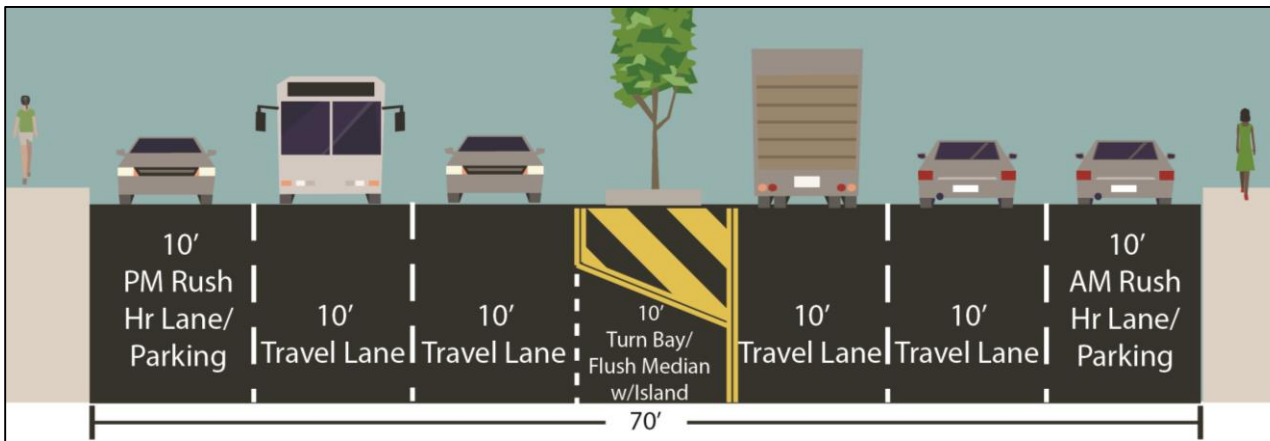 10’
PM Rush
Hr Lane/
Parking
10’
Travel Lane
10’
Travel Lane
10’
Turn Bay/
Flush Median
w/Island
10’
Travel Lane
10’
Travel Lane
10’
AM Rush
Hr Lane/
Parking
70’